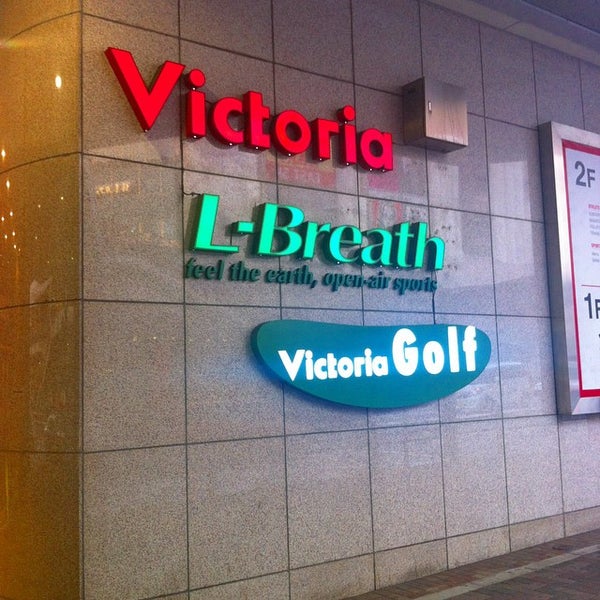 Victoria
L-Breath
feel the earth, open-air sports
Victoria Golf
2F
1F